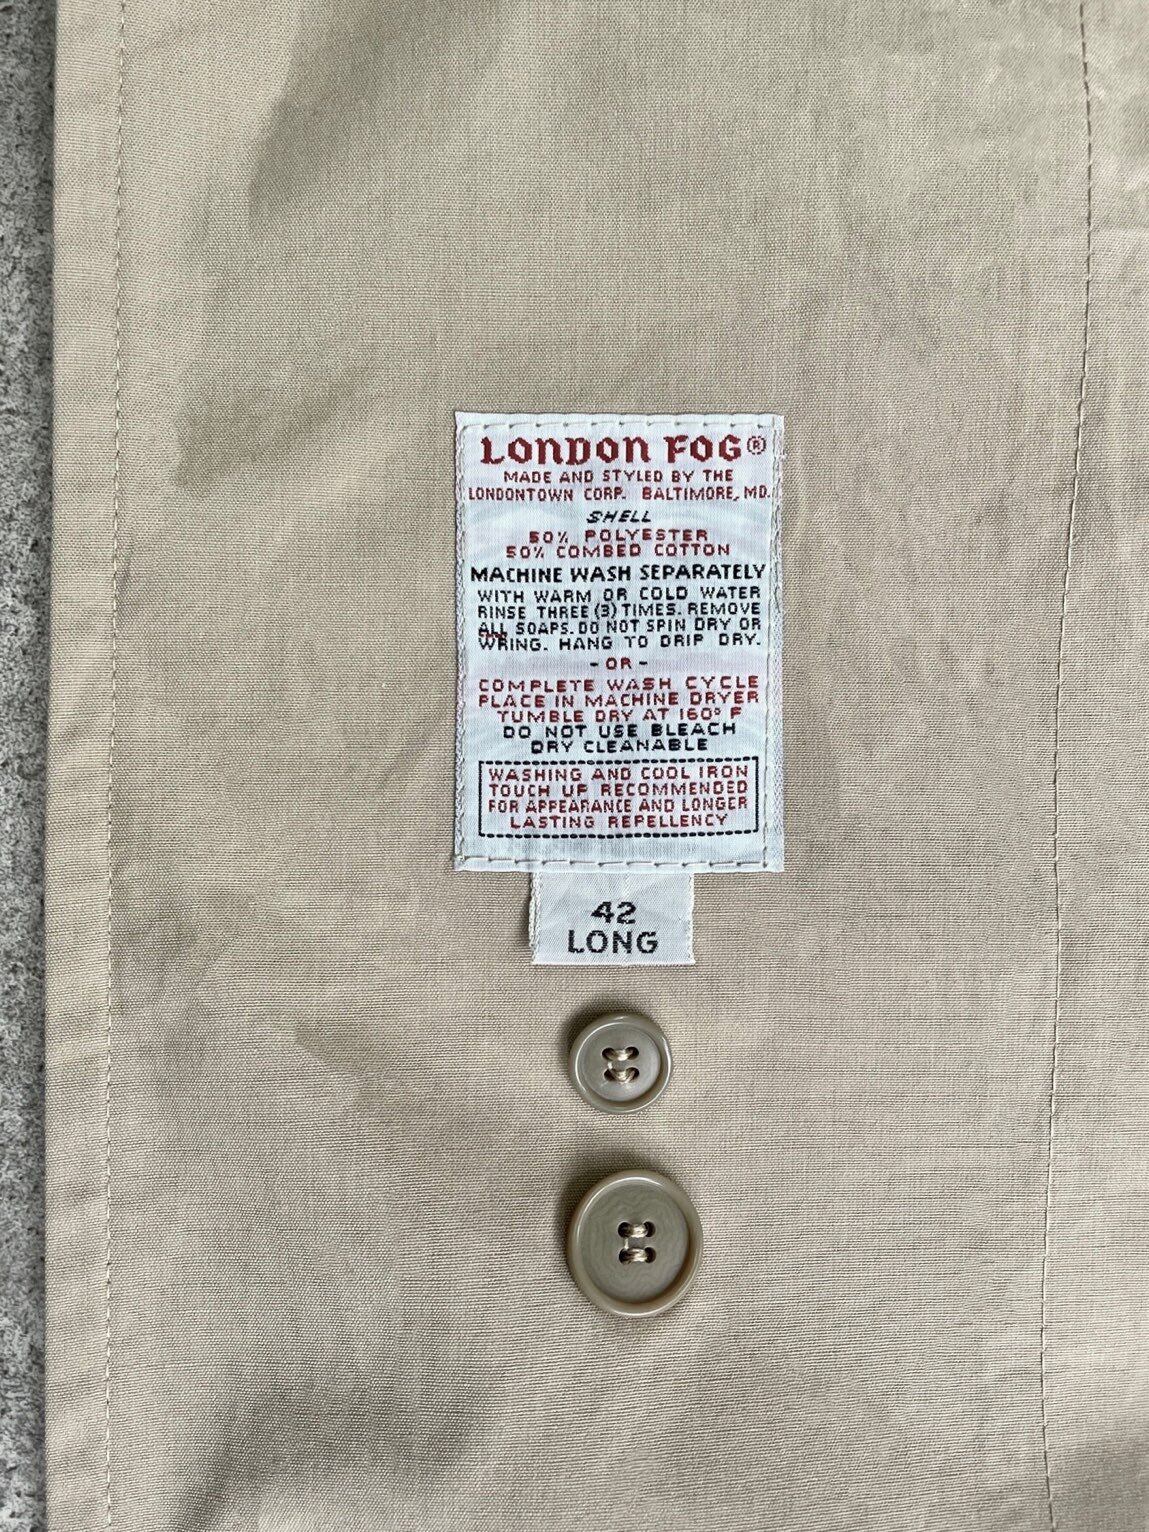 LONDON FOG®
MADE AND STYLED BY THE
LONDONTOWN CORP. BALTIMORE, MD.
SHELL
50% POLYESTER
50% COMBED COTTON
MACHINE WASH SEPARATELY
WITH WARM OR COLD WATER
RINSE THREE (3) TIMES. REMOVE
ALL SOAPS. DO NOT SPIN DRY OR
WRING. HANG TO DRIP DRY.
- OR -
COMPLETE WASH CYCLE
PLACE IN MACHINE DRYER
TUMBLE DRY AT 160° F
DO NOT USE BLEACH
DRY CLEANABLE
WASHING AND COOL IRON
TOUCH UP RECOMMENDED
FOR APPEARANCE AND LONGER
LASTING REPELLENCY
42
LONG